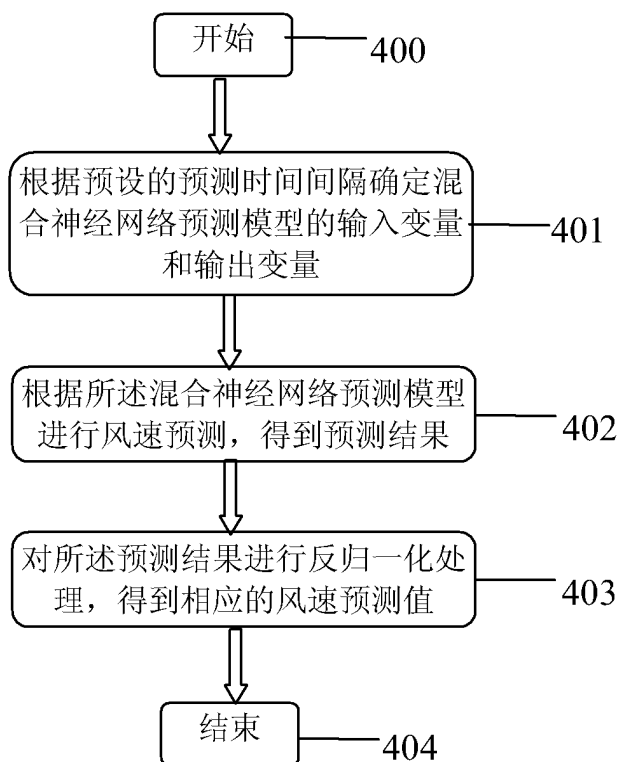 开始
400
根据预设的预测时间间隔确定混
合神经网络预测模型的输入变量
和输出变量
401
根据所述混合神经网络预测模型
进行风速预测，得到预测结果
402
对所述预测结果进行反归一化处
理，得到相应的风速预测值
403
结束
404